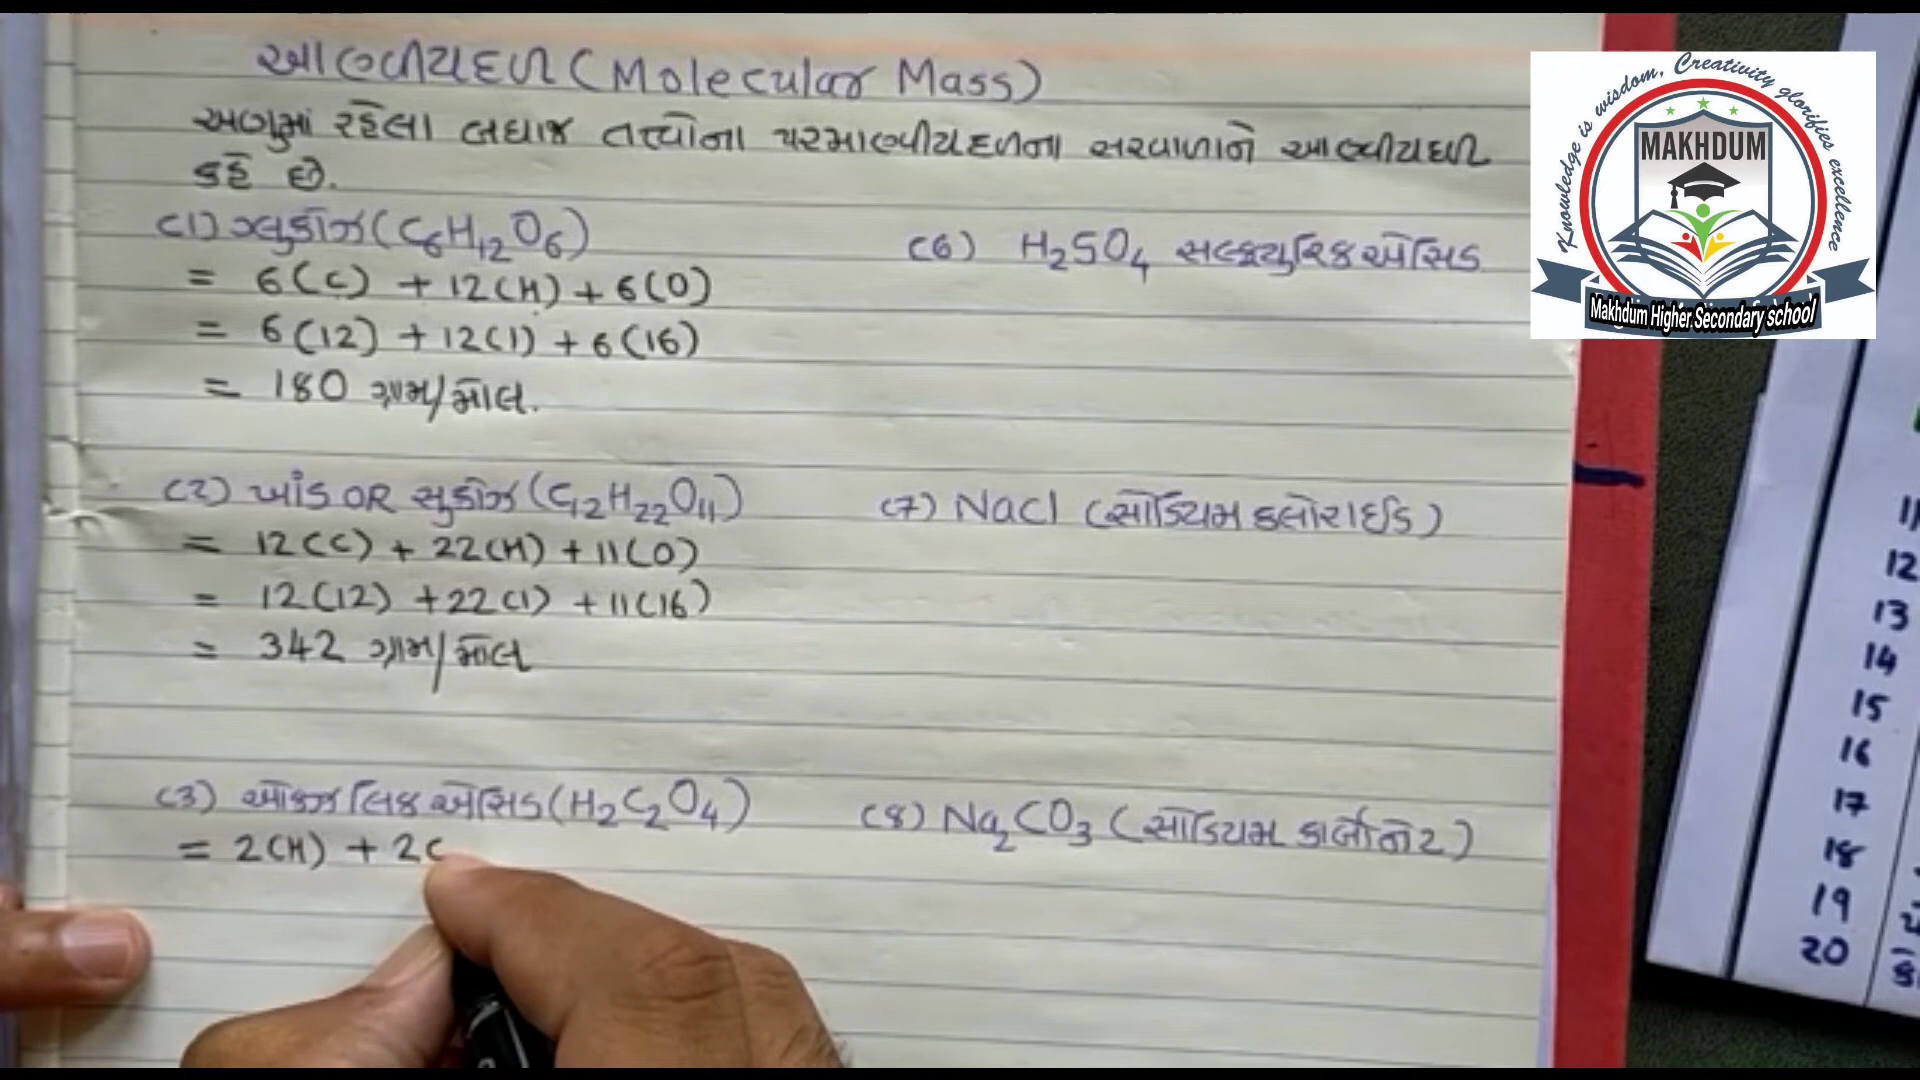 આણ્વીયદળ (Molecular Mass)
અણુમાં રહેલા બધાજ તત્ત્વોના પરમાણ્વીયદળના સરવાળાને આણ્વીયદળ
કહે છે.
(1) ગ્લુકોઝ (C6H12O6)
= 6(C) + 12(H) + 6(O)
= 6(12) + 12(1) + 6(16)
= 180 ગ્રામ/મોલ.
(2) ખાંડ OR સુક્રોઝ (C12H22O11)
= 12(C) + 22(H) + 11(O)
= 12(12) + 22(1) + 11(16)
= 342 ગ્રામ/મોલ
(3) ઓક્ઝલિક એસિડ (H2C2O4)
= 2(H) + 2C
(6) H2SO4 સલ્ફ્યુરિક એસિડ
(7) NaCl (સોડિયમ ક્લોરાઈડ)
(8) Na2CO3 (સોડિયમ કાર્બોનેટ)
Knowledge is wisdom, Creativity glorifies excellence
MAKHDUM
Makhdum Higher Secondary school
11
12
13
14
15
16
17
18
19
20